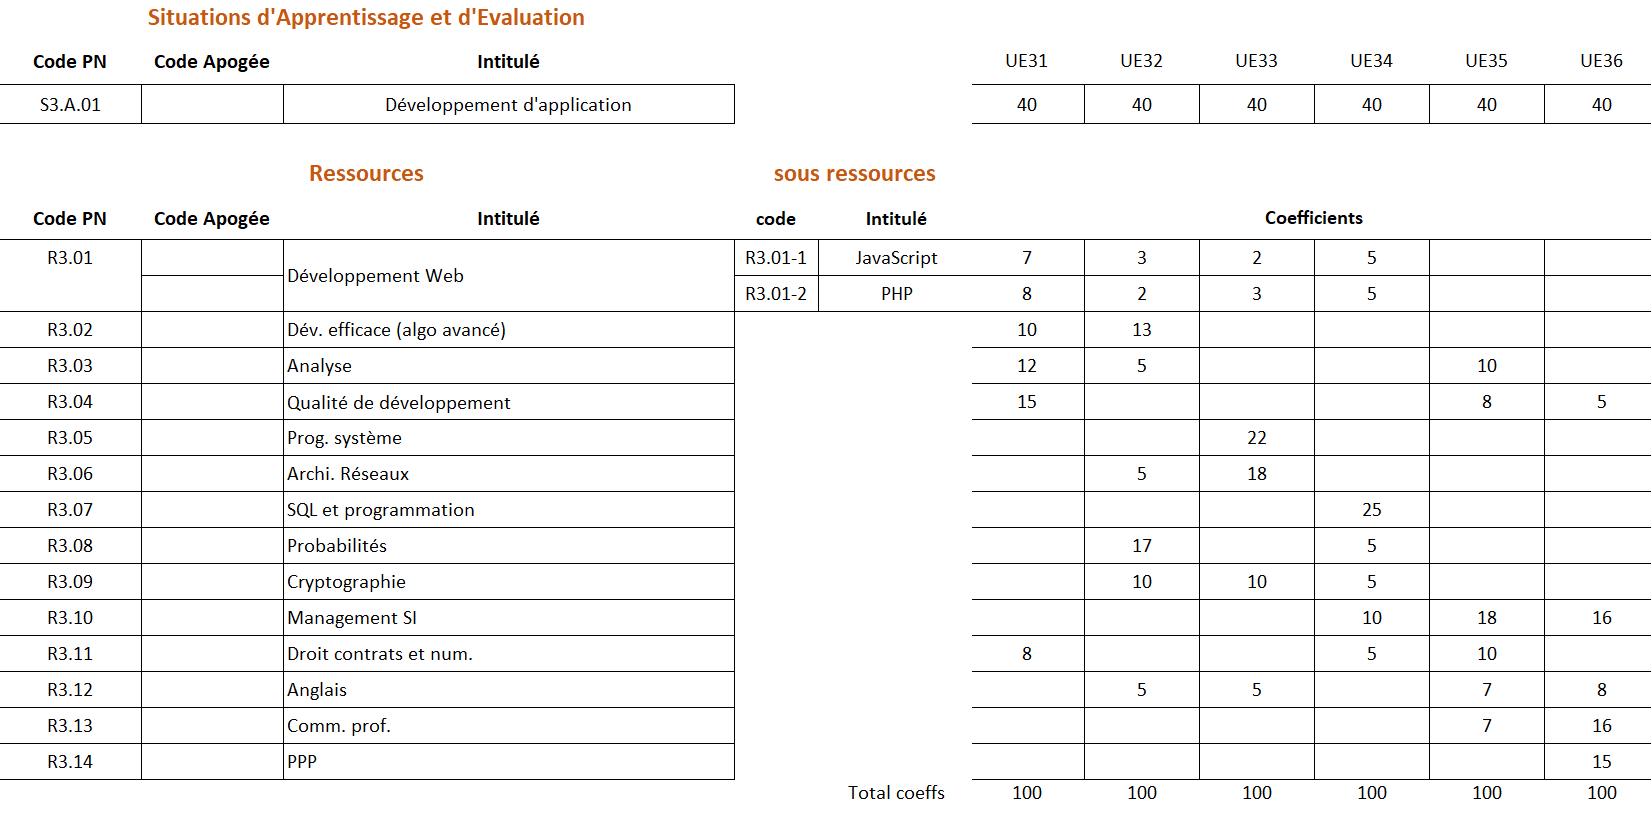 Situations d'Apprentissage et d'Evaluation
Code PN Code Apogée Intitulé UE31 UE32 UE33 UE34 UE35 UE36
S3.A.01 Développement d'application 40 40 40 40 40 40
Ressources sous ressources
Code PN Code Apogée Intitulé code Intitulé Coefficients
R3.01 Développement Web R3.01-1 JavaScript 7 3 2 5
R3.01-2 PHP 8 2 3 5
R3.02 Dév. efficace (algo avancé) 10 13
R3.03 Analyse 12 5 10
R3.04 Qualité de développement 15 8 5
R3.05 Prog. système 22
R3.06 Archi. Réseaux 5 18
R3.07 SQL et programmation 25
R3.08 Probabilités 17 5
R3.09 Cryptographie 10 10 5
R3.10 Management SI 10 18 16
R3.11 Droit contrats et num. 8 5 10
R3.12 Anglais 5 5 7 8
R3.13 Comm. prof. 7 16
R3.14 PPP 15
Total coeffs 100 100 100 100 100 100